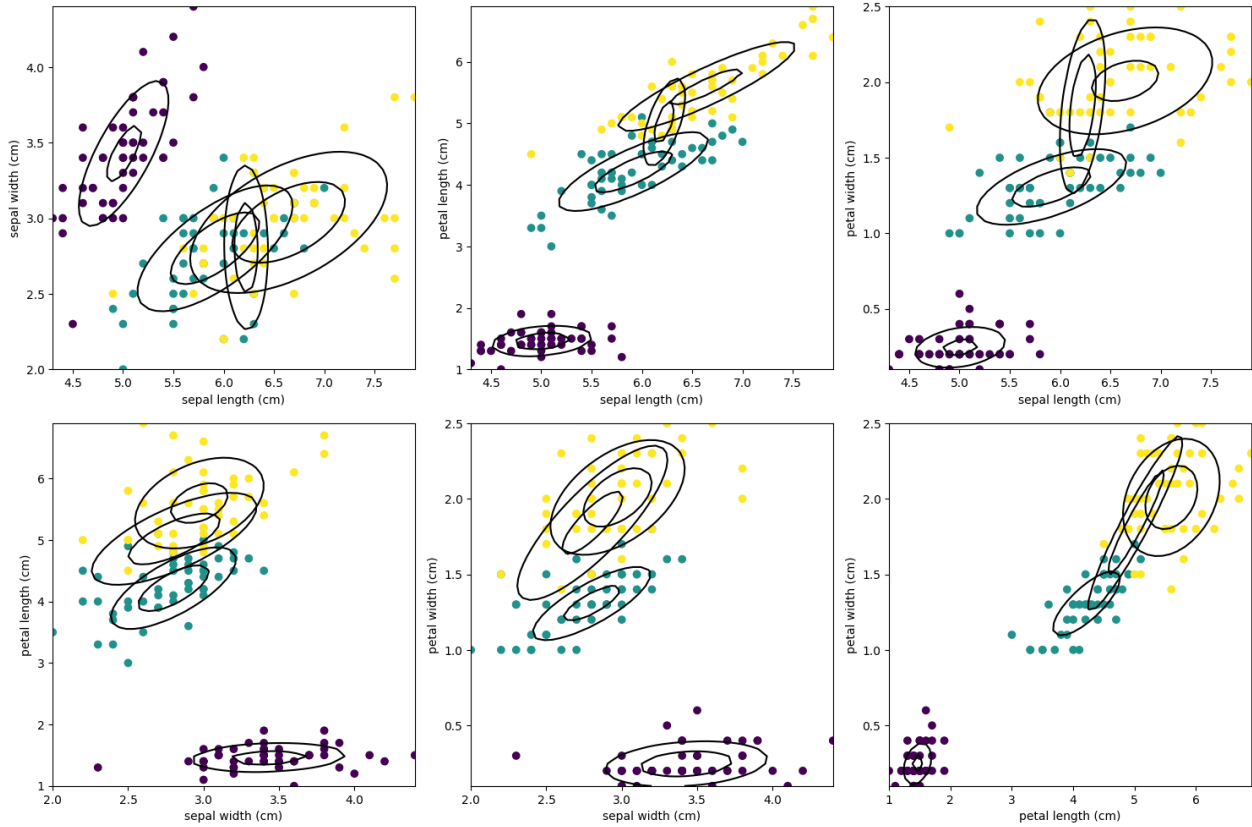 4.0
3.5
3.0
2.5
2.0
sepal width (cm)
4.5 5.0 5.5 6.0 6.5 7.0 7.5
sepal length (cm)
6
5
4
3
2
1
petal length (cm)
4.5 5.0 5.5 6.0 6.5 7.0 7.5
sepal length (cm)
2.5
2.0
1.5
1.0
0.5
petal width (cm)
4.5 5.0 5.5 6.0 6.5 7.0 7.5
sepal length (cm)
6
5
4
3
2
1
petal length (cm)
2.0 2.5 3.0 3.5 4.0
sepal width (cm)
2.5
2.0
1.5
1.0
0.5
petal width (cm)
2.0 2.5 3.0 3.5 4.0
sepal width (cm)
2.5
2.0
1.5
1.0
0.5
petal width (cm)
1 2 3 4 5 6
petal length (cm)